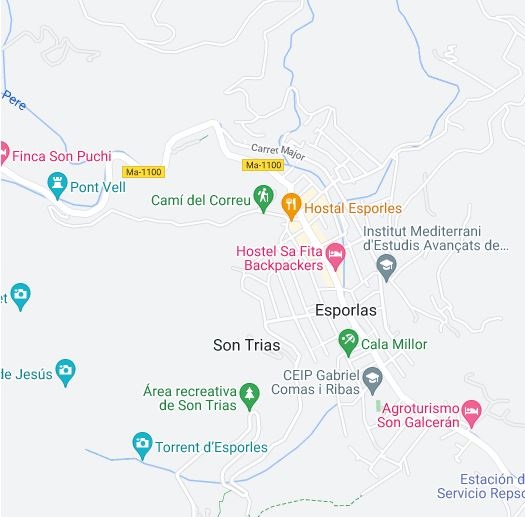 Pere
Carret Major
Ma-1100
Finca Son Puchi
Ma-1100
Pont Vell
Camí del Correu
Hostal Esporles
Institut Mediterrani
d'Estudis Avançats de...
Hostel Sa Fita
Backpackers
et
Esporlas
Son Trias
Cala Millor
de Jesús
CEIP Gabriel
Comas i Ribas
Área recreativa
de Son Trias
Agroturismo
Son Galcerán
Torrent d'Esporles
Estación d
Servicio Repso